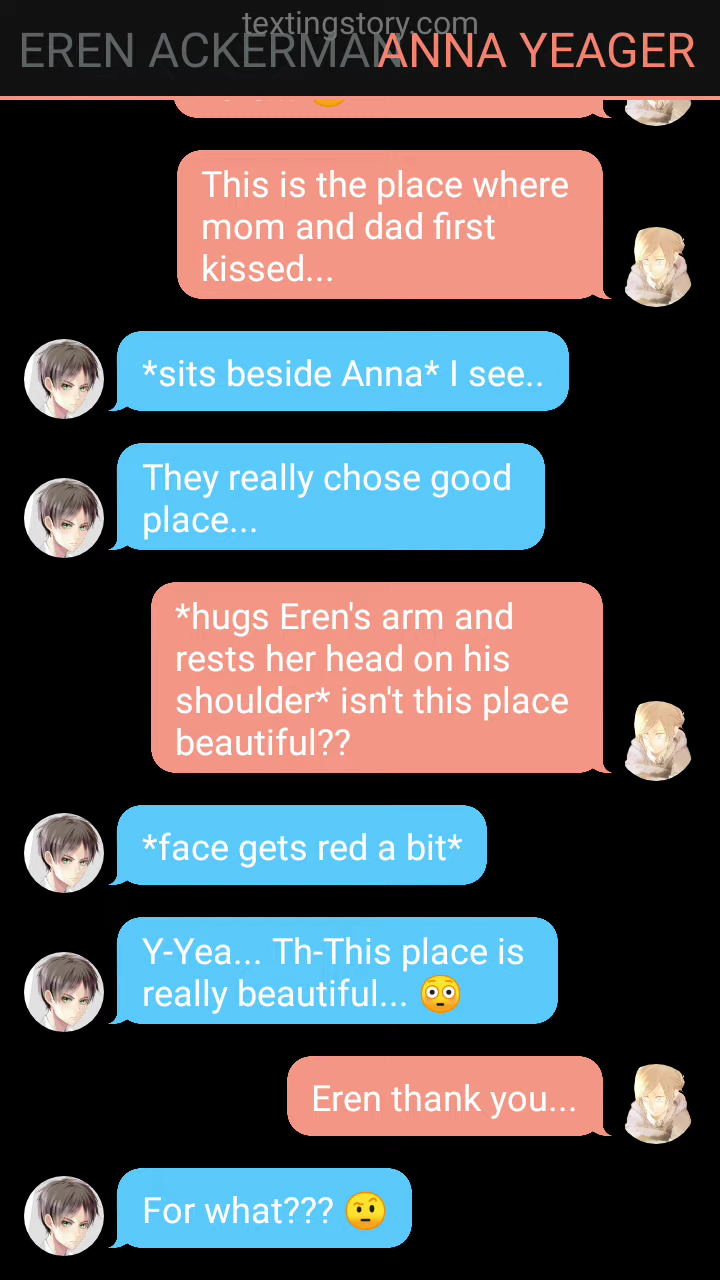 textingstory.com
EREN ACKERMAN ANNA YEAGER
This is the place where
mom and dad first
kissed...
*sits beside Anna* I see..
They really chose good
place...
*hugs Eren's arm and
rests her head on his
shoulder* isn't this place
beautiful??
*face gets red a bit*
Y-Yea... Th-This place is
really beautiful... 😳
Eren thank you...
For what??? 🤨